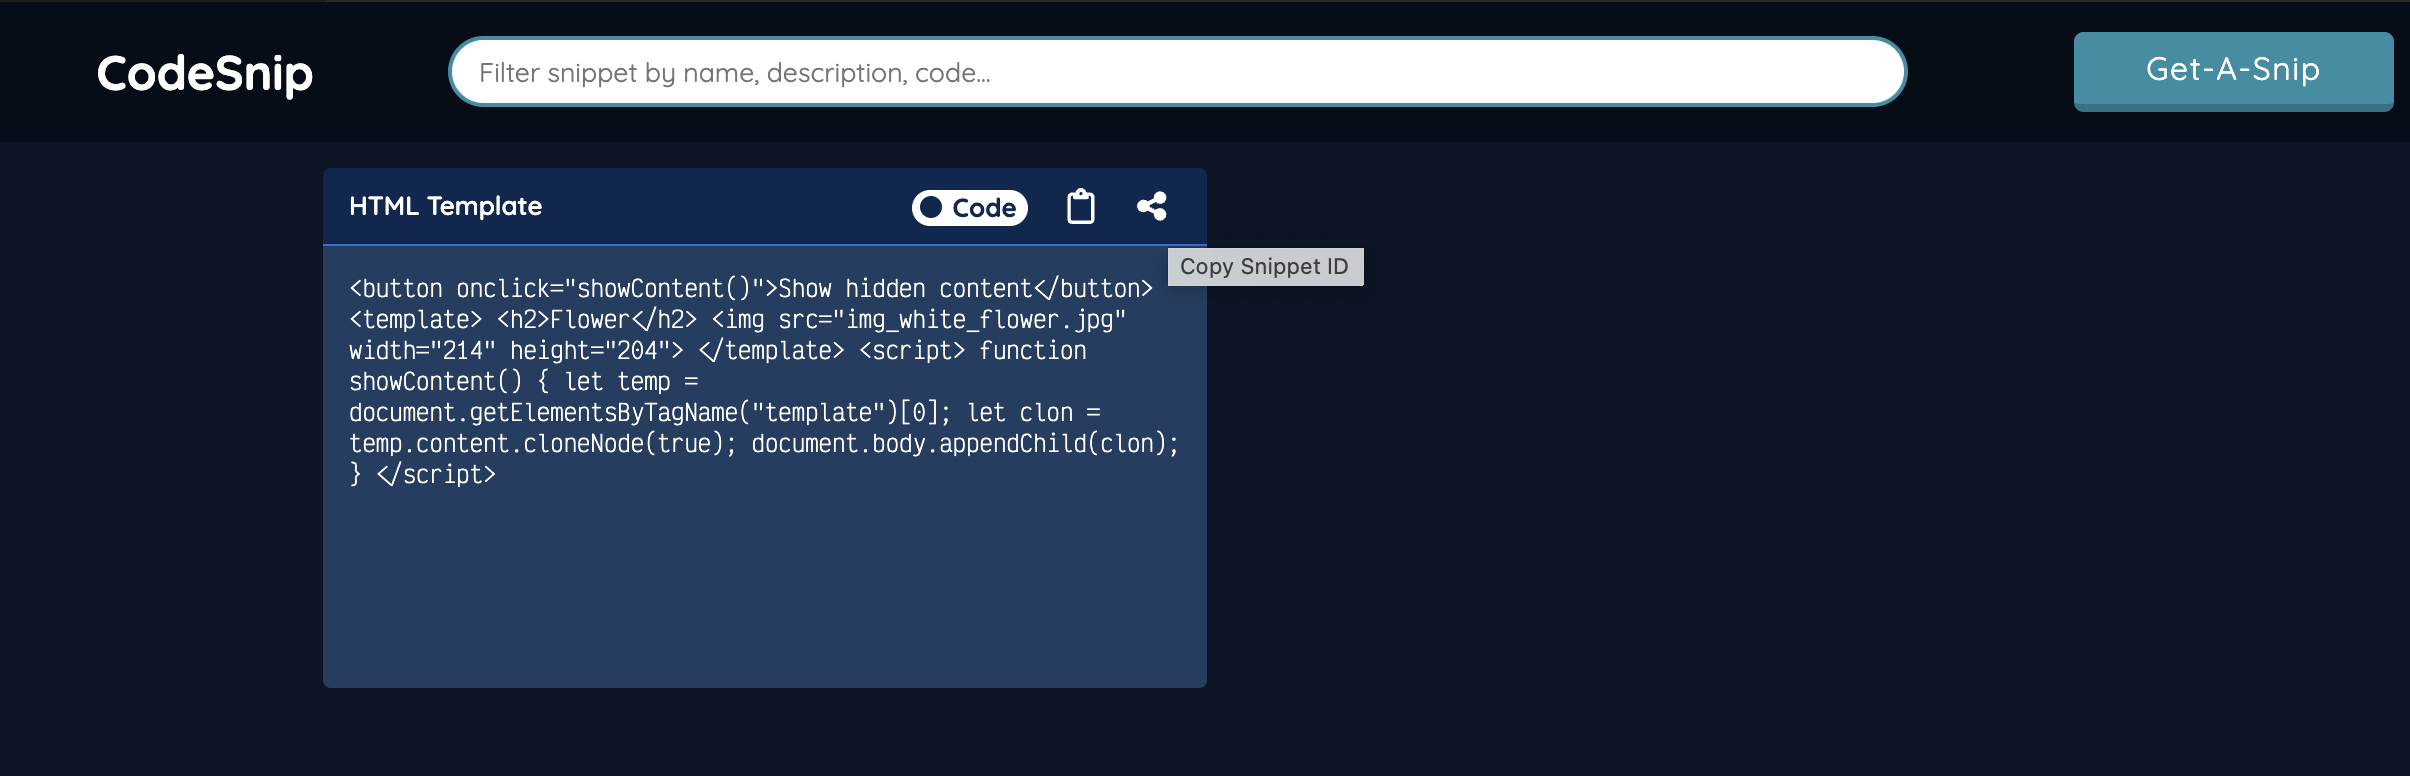 CodeSnip
Filter snippet by name, description, code...
Get-A-Snip
HTML Template
Code
Copy Snippet ID
<button onclick="showContent()">Show hidden content</button>
<template> <h2>Flower</h2> <img src="img_white_flower.jpg"
width="214" height="204"> </template> <script> function
showContent() { let temp =
document.getElementsByTagName("template")[0]; let clon =
temp.content.cloneNode(true); document.body.appendChild(clon);
} </script>